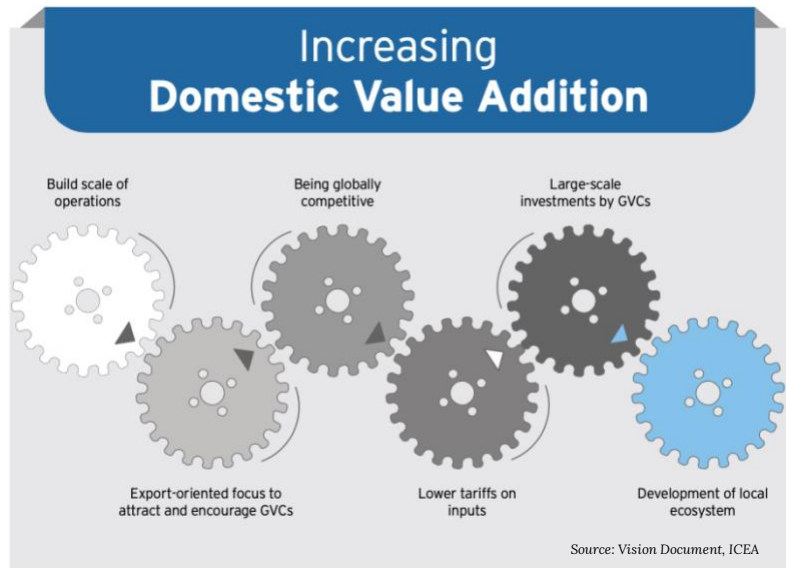 Increasing
Domestic Value Addition
Build scale of
operations
Being globally
competitive
Large-scale
investments by GVCs
Export-oriented focus to
attract and encourage GVCs
Lower tariffs on
inputs
Development of local
ecosystem
Source: Vision Document, ICEA